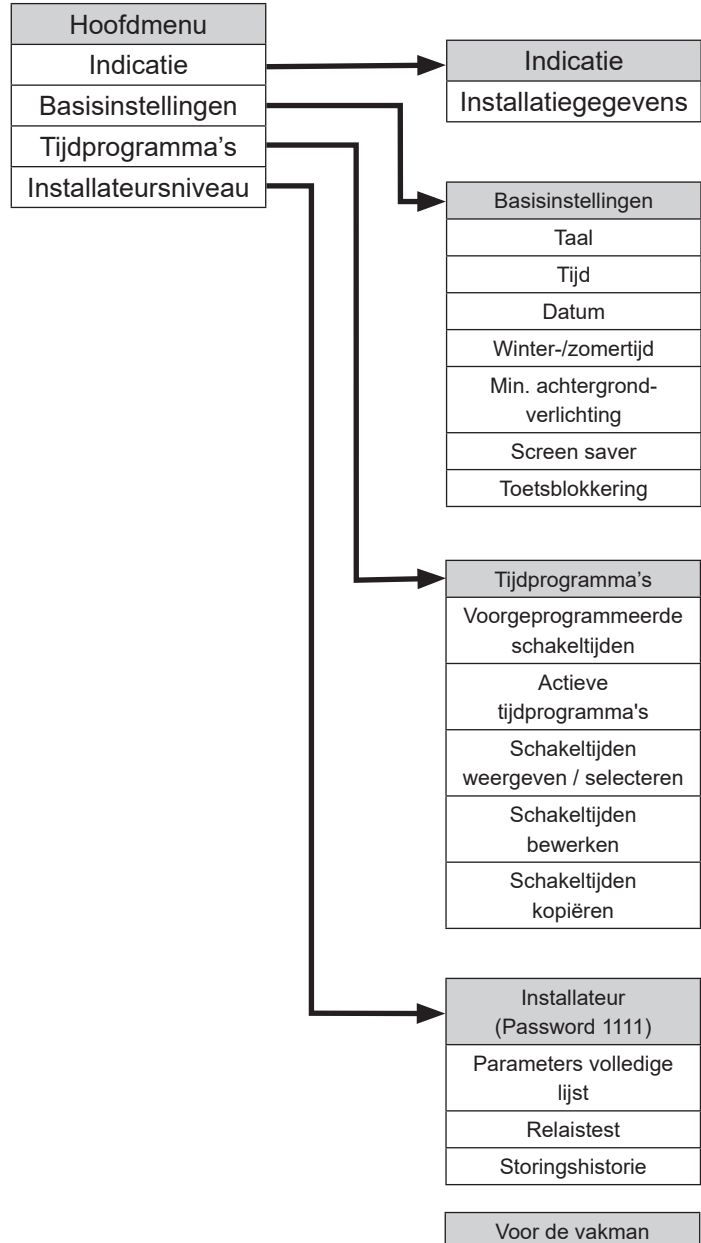 Hoofdmenu
Indicatie
Basisinstellingen
Tijdprogramma’s
Installateursniveau
Indicatie
Installatiegegevens
Basisinstellingen
Taal
Tijd
Datum
Winter-/zomertijd
Min. achtergrond-
verlichting
Screen saver
Toetsblokkering
Tijdprogramma’s
Voorgeprogrammeerde
schakeltijden
Actieve
tijdprogramma's
Schakeltijden
weergeven / selecteren
Schakeltijden
bewerken
Schakeltijden
kopiëren
Installateur
(Password 1111)
Parameters volledige
lijst
Relaistest
Storingshistorie
Voor de vakman